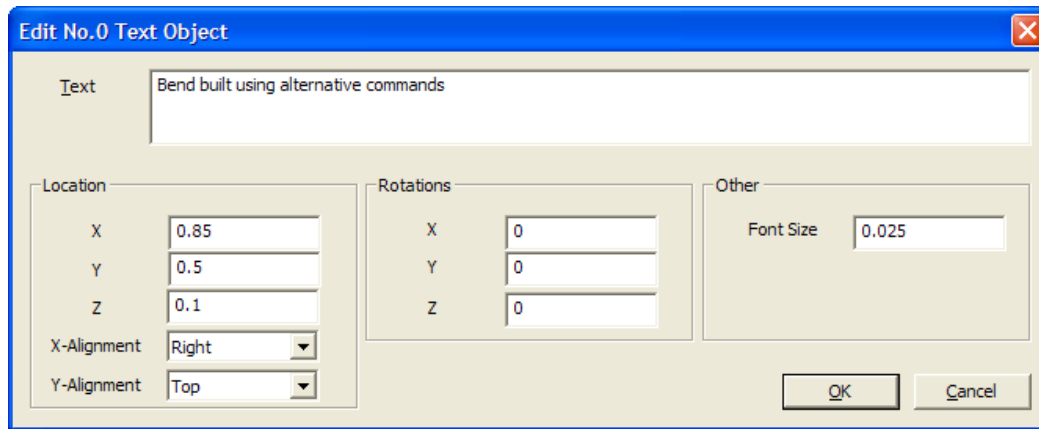 Edit No.0 Text Object
Text
Bend built using alternative commands
Location
X 0.85
Y 0.5
Z 0.1
X-Alignment Right
Y-Alignment Top
Rotations
X 0
Y 0
Z 0
Other
Font Size 0.025
OK Cancel